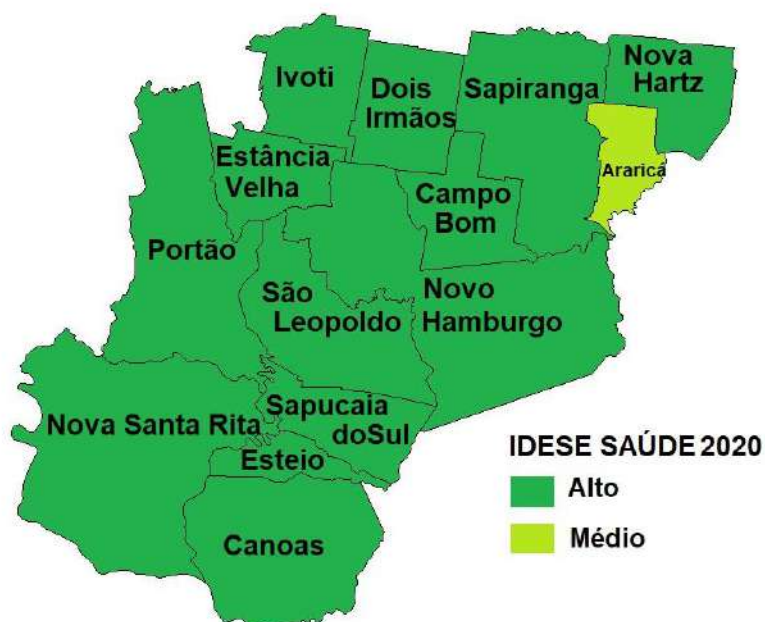 Ivoti
Dois
Irmãos
Sapiranga
Nova
Hartz
Estância
Velha
Campo
Bom
Araricá
Portão
São
Leopoldo
Novo
Hamburgo
Nova Santa Rita
Sapucaia
doSul
Esteio
Canoas
IDESE SAÚDE 2020
Alto
Médio